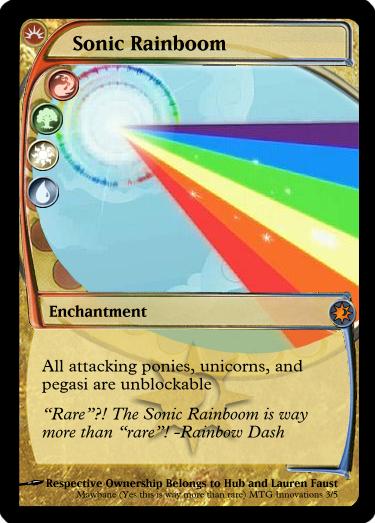 Sonic Rainboom
Enchantment
All attacking ponies, unicorns, and
pegasi are unblockable
“Rare”?! The Sonic Rainboom is way
more than “rare”! -Rainbow Dash
Respective Ownership Belongs to Hub and Lauren Faust
Mawbane (Yes this is way more than rare) MTG Innovations 3/5